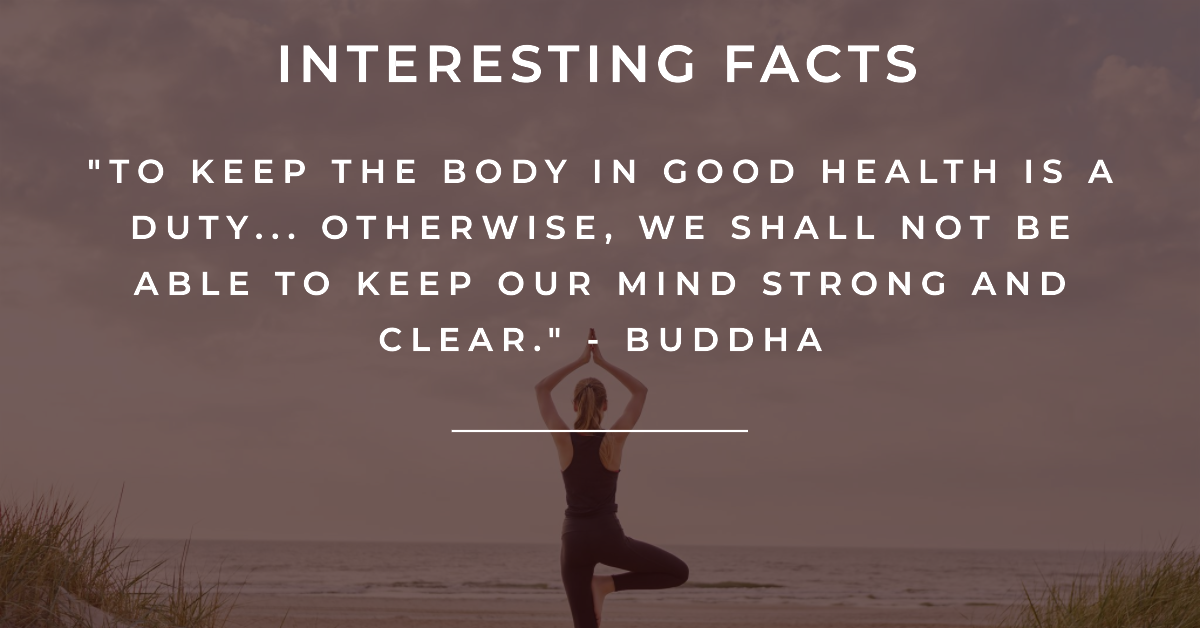 INTERESTING FACTS
"TO KEEP THE BODY IN GOOD HEALTH IS A
DUTY... OTHERWISE, WE SHALL NOT BE
ABLE TO KEEP OUR MIND STRONG AND
CLEAR." - BUDDHA